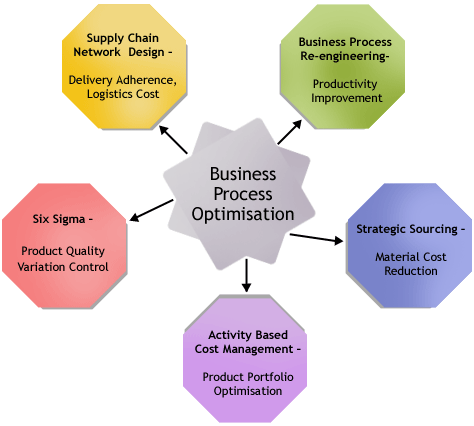 Supply Chain
Network Design –
Delivery Adherence,
Logistics Cost
Business Process
Re-engineering–
Productivity
Improvement
Business
Process
Optimisation
Six Sigma –
Product Quality
Variation Control
Strategic Sourcing –
Material Cost
Reduction
Activity Based
Cost Management –
Product Portfolio
Optimisation